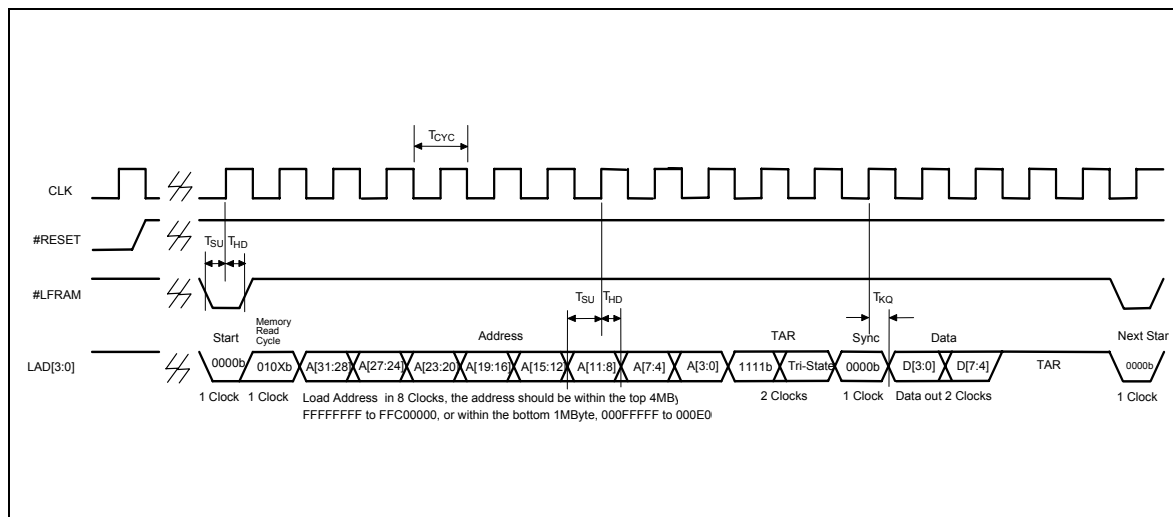 TCYC
CLK
#RESET
TSU THD
#LFRAM
TSU THD
TKQ
Start
Memory
Read
Cycle
Address
TAR
Sync
Data
Next Star
LAD[3:0]
0000b
010Xb
A[31:28]
A[27:24]
A[23:20]
A[19:16]
A[15:12]
A[11:8]
A[7:4]
A[3:0]
1111b
Tri-State
0000b
D[3:0]
D[7:4]
TAR
0000b
1 Clock
1 Clock
Load Address in 8 Clocks, the address should be within the top 4MBy
FFFFFFFF to FFC00000, or within the bottom 1MByte, 000FFFFF to 000E0
2 Clocks
1 Clock
Data out 2 Clocks
1 Clock